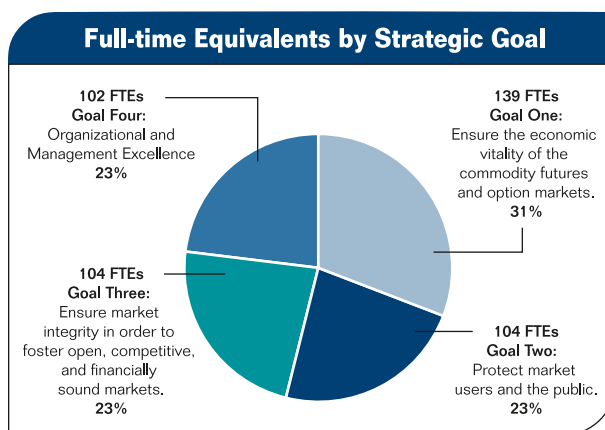 Full-time Equivalents by Strategic Goal
102 FTEs
Goal Four:
Organizational and
Management Excellence
23%
139 FTEs
Goal One:
Ensure the economic
vitality of the
commodity futures
and option markets.
31%
104 FTEs
Goal Three:
Ensure market
integrity in order to
foster open, competitive,
and financially
sound markets.
23%
104 FTEs
Goal Two:
Protect market
users and the public.
23%